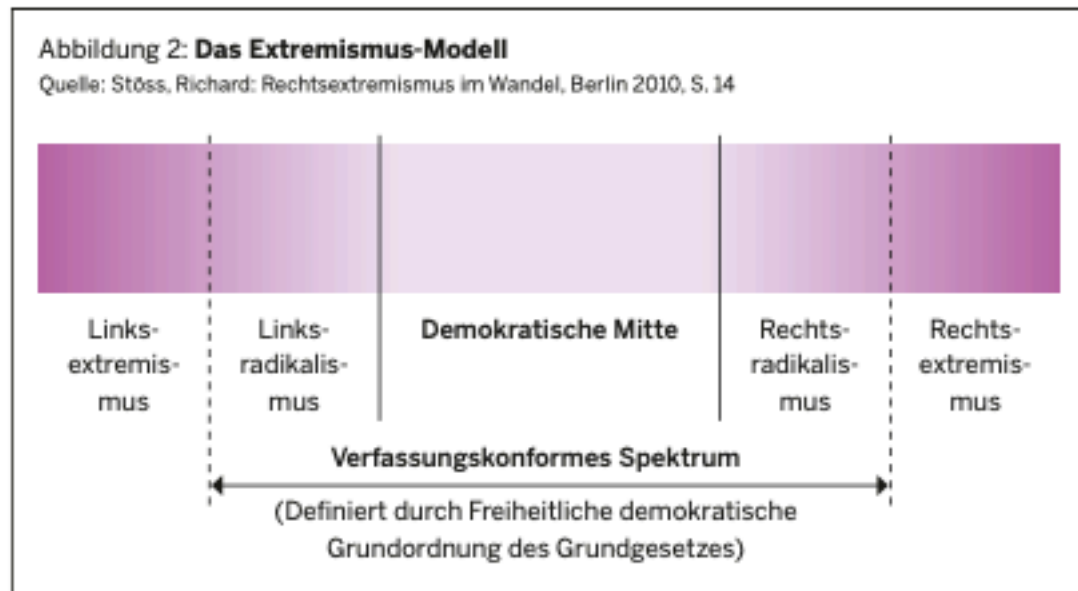 Abbildung 2: Das Extremismus-Modell
Quelle: Stöss, Richard: Rechtsextremismus im Wandel, Berlin 2010, S. 14
Links-
extremis-
mus
Links-
radikalis-
mus
Demokratische Mitte
Rechts-
radikalis-
mus
Rechts-
extremis-
mus
Verfassungskonformes Spektrum
(Definiert durch Freiheitliche demokratische
Grundordnung des Grundgesetzes)